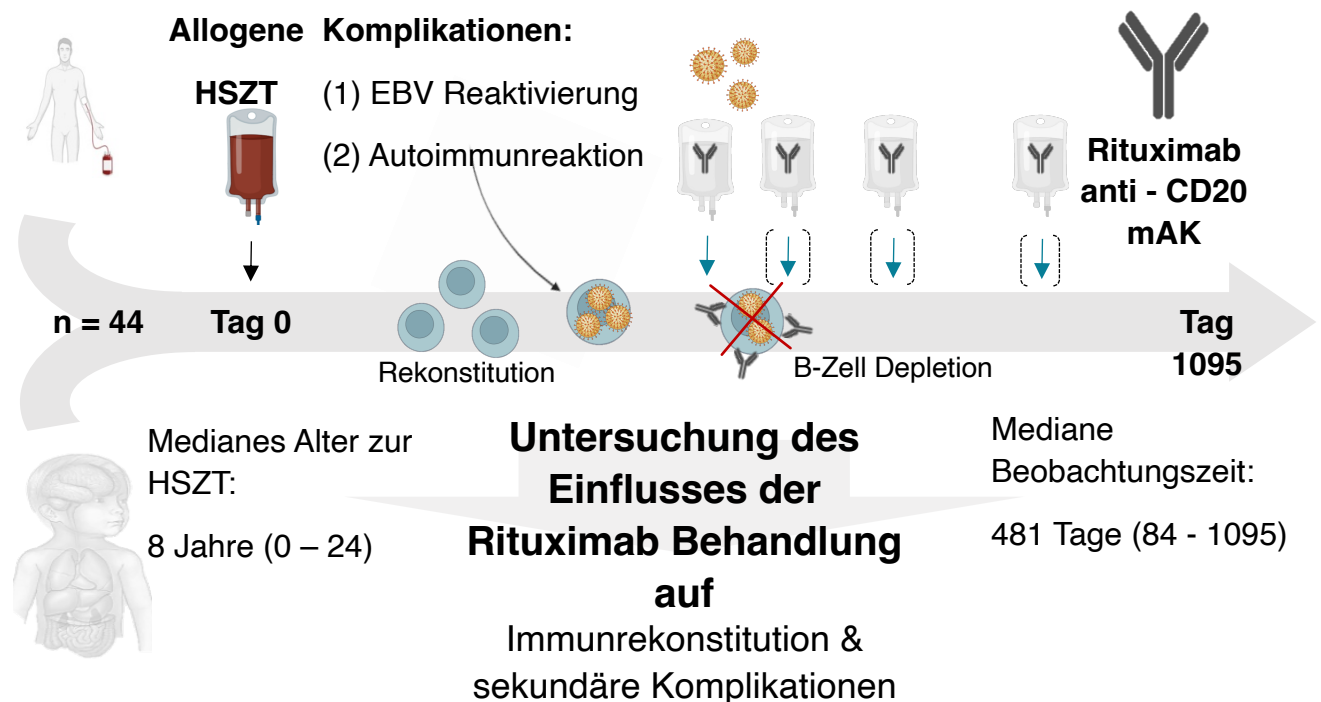 Allogene
HSZT
Komplikationen:
(1) EBV Reaktivierung
(2) Autoimmunreaktion
Rituximab
anti - CD20
mAK
n = 44
Tag 0
Rekonstitution
B-Zell Depletion
Tag
1095
Medianes Alter zur
HSZT:
8 Jahre (0 – 24)
Untersuchung des
Einflusses der
Rituximab Behandlung
auf
Immunrekonstitution &
sekundäre Komplikationen
Mediane
Beobachtungszeit:
481 Tage (84 - 1095)